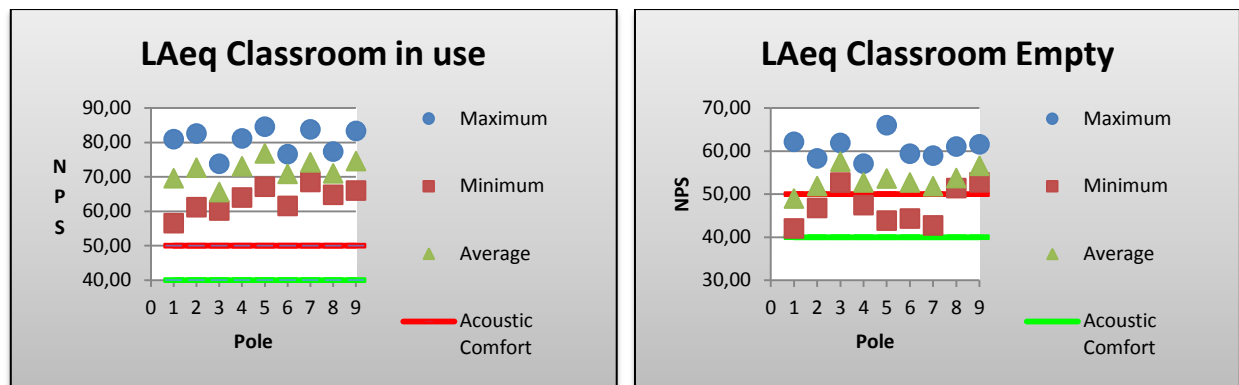 LAeq Classroom in use
90,00
80,00
70,00
60,00
50,00
40,00
N
P
S
0 1 2 3 4 5 6 7 8 9
Pole
Maximum
Minimum
Average
Acoustic
Comfort
LAeq Classroom Empty
70,00
60,00
50,00
40,00
30,00
NPS
0 1 2 3 4 5 6 7 8 9
Pole
Maximum
Minimum
Average
Acoustic
Comfort